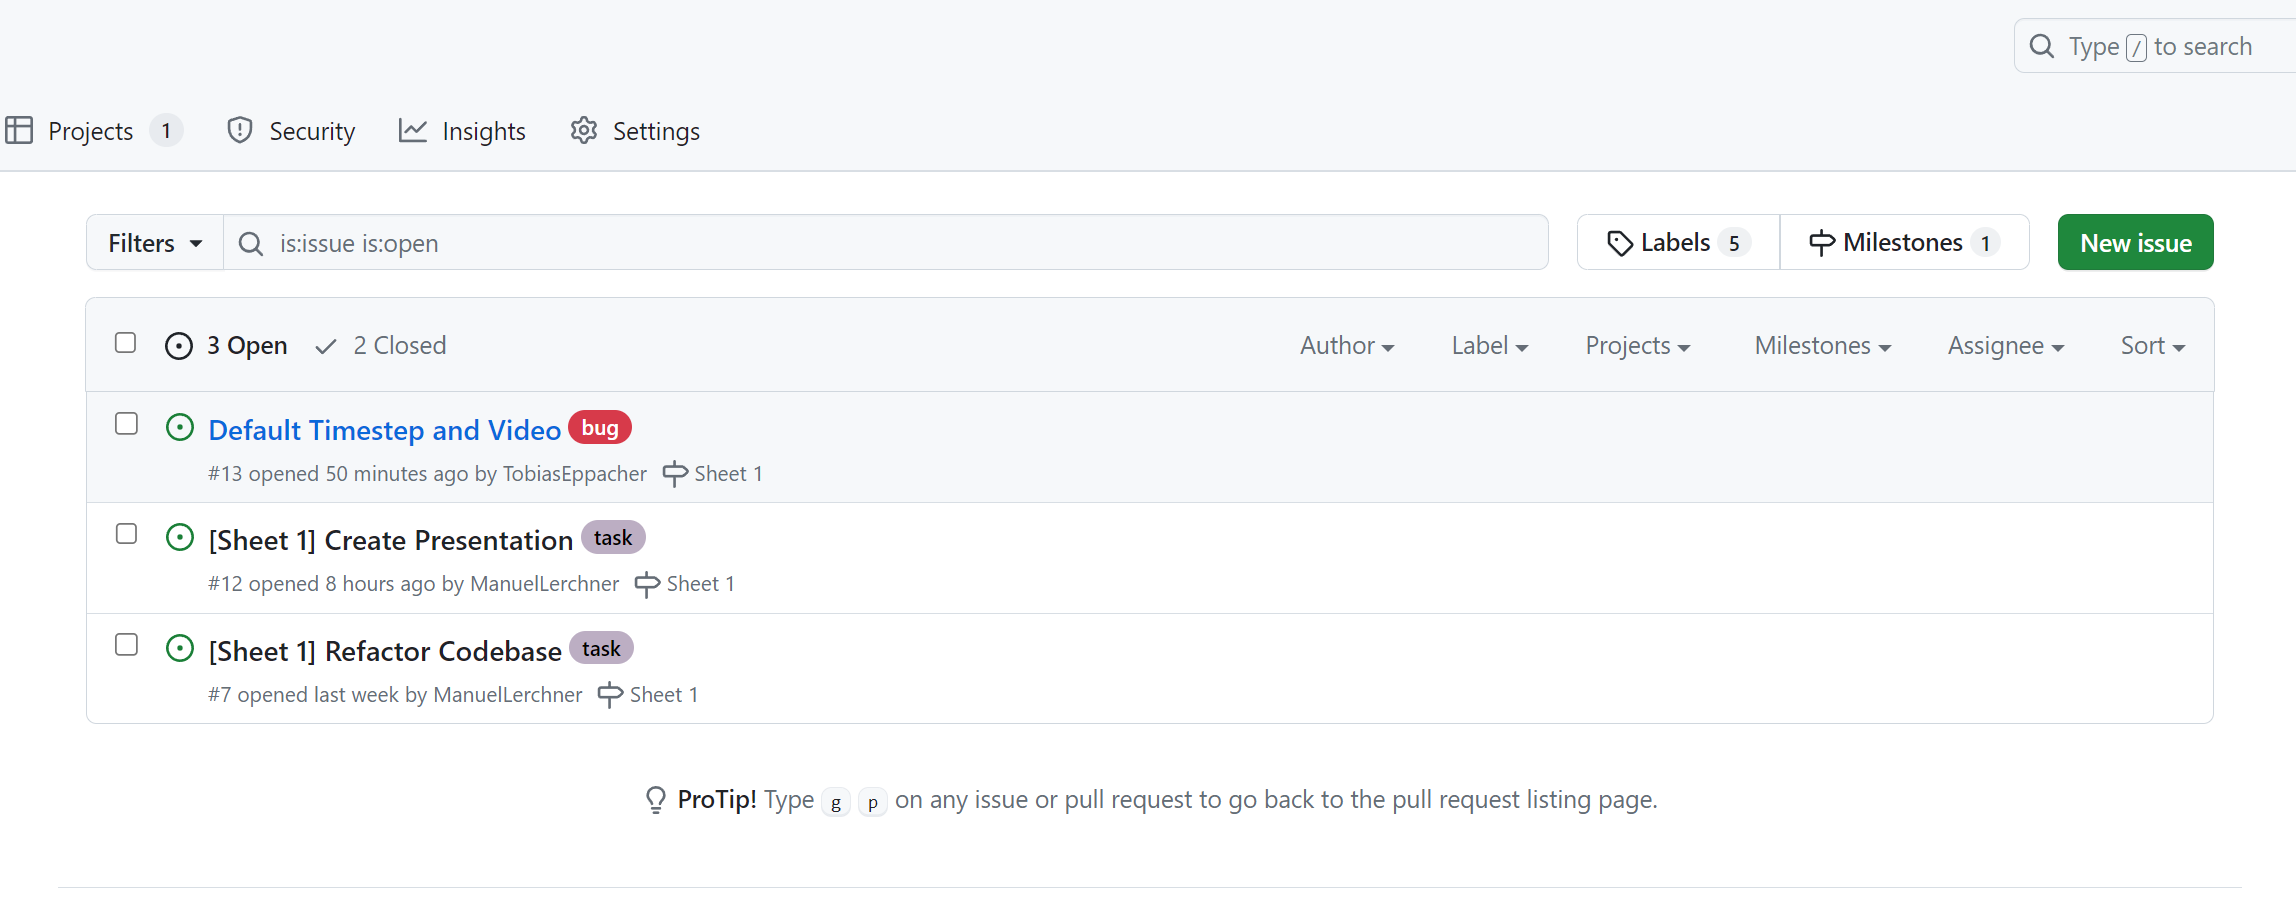 Type / to search
Projects 1 Security Insights Settings
Filters is:issue is:open Labels 5 Milestones 1 New issue
3 Open 2 Closed Author Label Projects Milestones Assignee Sort
Default Timestep and Video bug
#13 opened 50 minutes ago by TobiasEppacher Sheet 1
[Sheet 1] Create Presentation task
#12 opened 8 hours ago by ManuelLerchner Sheet 1
[Sheet 1] Refactor Codebase task
#7 opened last week by ManuelLerchner Sheet 1
ProTip! Type g p on any issue or pull request to go back to the pull request listing page.